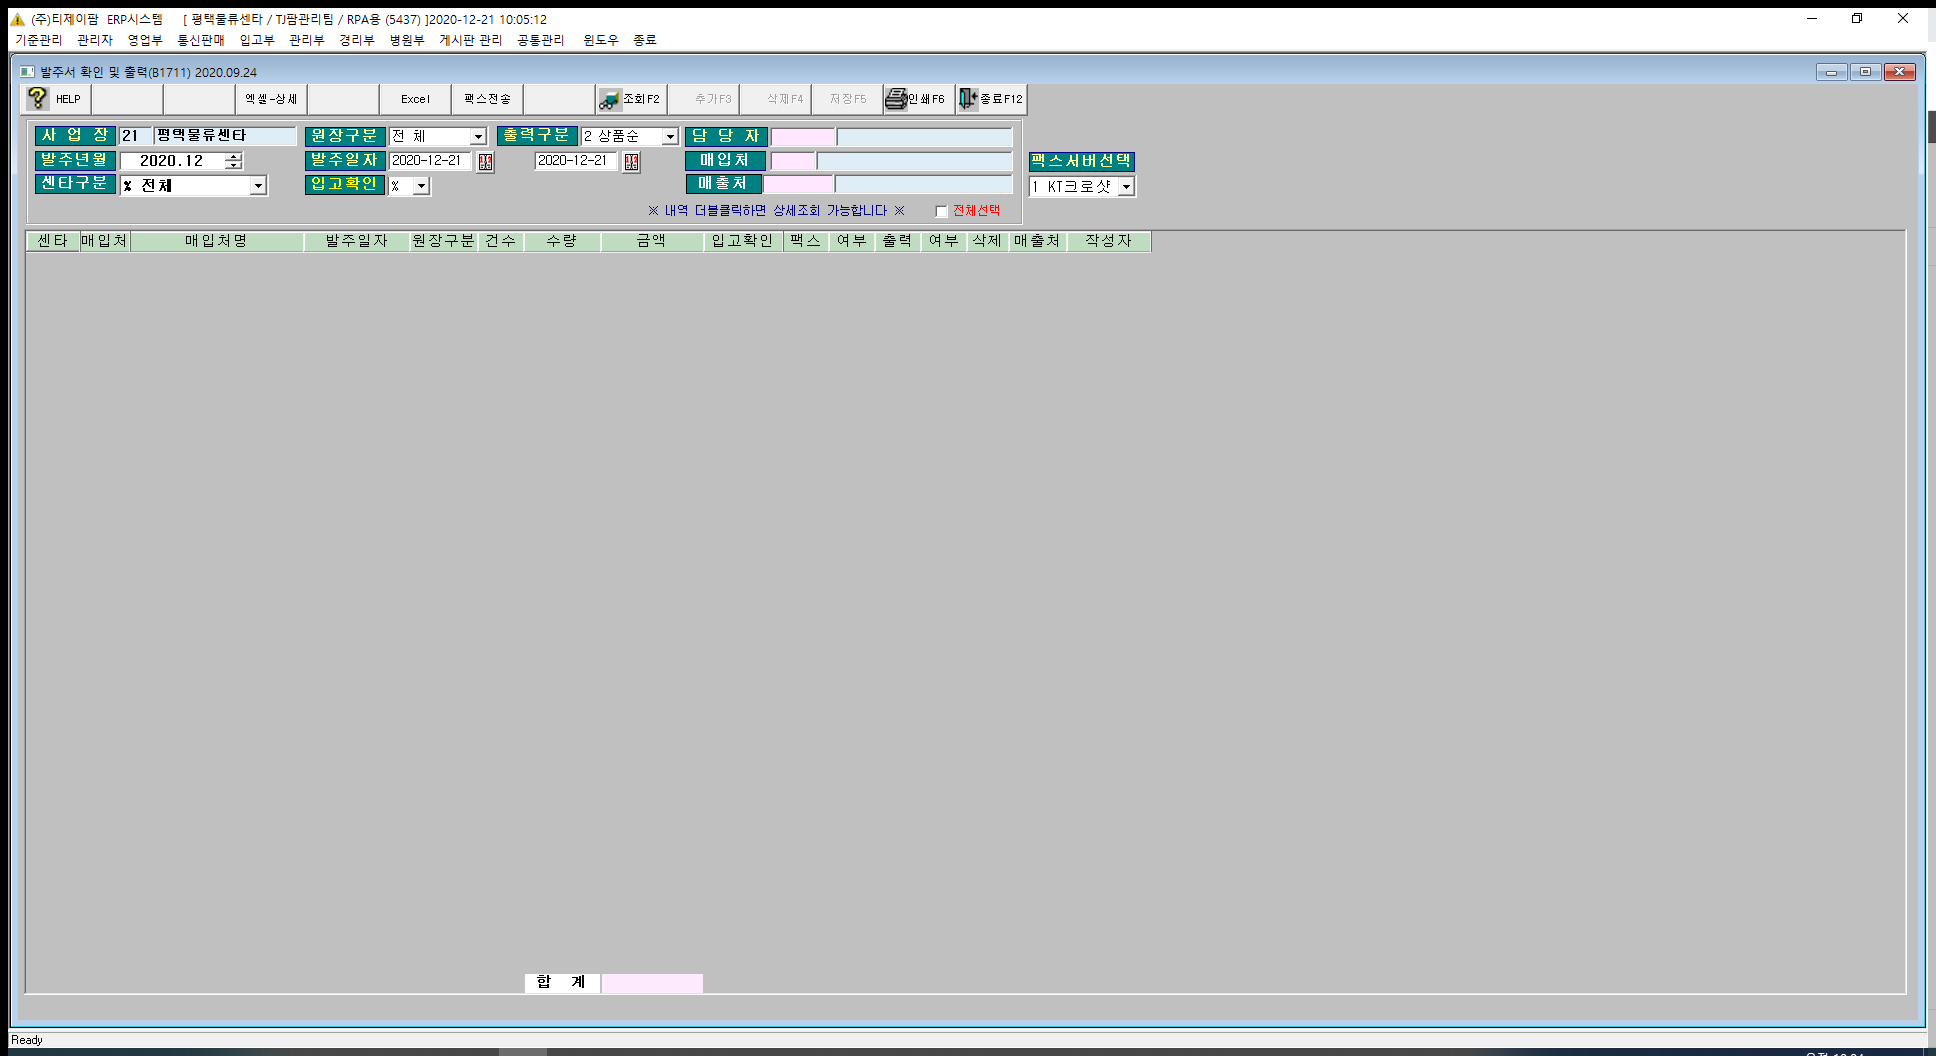 (주)티제이팜 ERP시스템 [ 평택물류센타 / TJ팜관리팀 / RPA용 (5437) ]2020-12-21 10:05:12
기준관리 관리자 영업부 통신판매 입고부 관리부 경리부 병원부 게시판 관리 공통관리 윈도우 종료
발주서 확인 및 출력(B1711) 2020.09.24
HELP 엑셀-상세 Excel 팩스전송 조회F2 추가F3 삭제F4 저장F5 인쇄F6 종료F12
사 업 장 21 평택물류센타 원장구분 전 체 출력구분 2 상품순 담 당 자
발주년월 2020.12 발주일자 2020-12-21 2020-12-21 매입처 팩스서버선택
센타구분 % 전체 입고확인 % 매출처 1 KT크로샷
※ 내역 더블클릭하면 상세조회 가능합니다 ※ 전체선택
센타 매입처 매입처명 발주일자 원장구분 건수 수량 금액 입고확인 팩스 여부 출력 여부 삭제 매출처 작성자
합 계
Ready